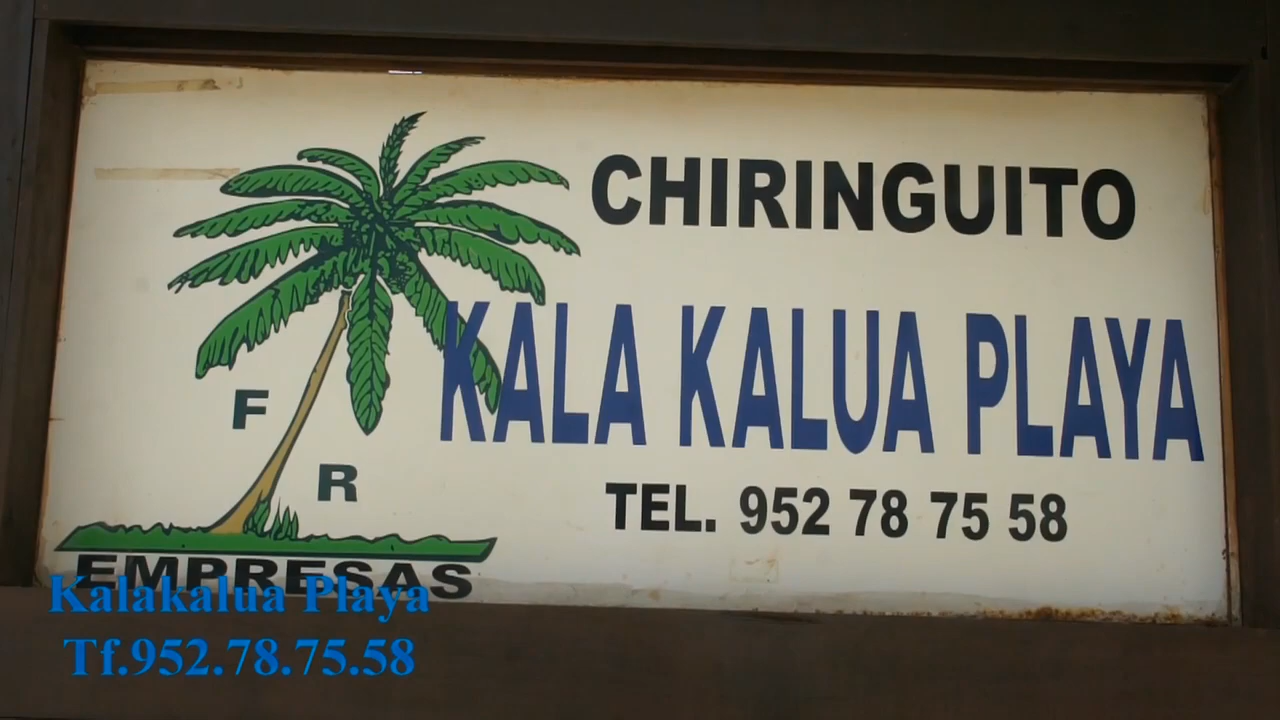 CHIRINGUITO
KALA KALUA PLAYA
F
R
TEL. 952 78 75 58
EMPRESAS
Kalakalua Playa
Tf.952.78.75.58